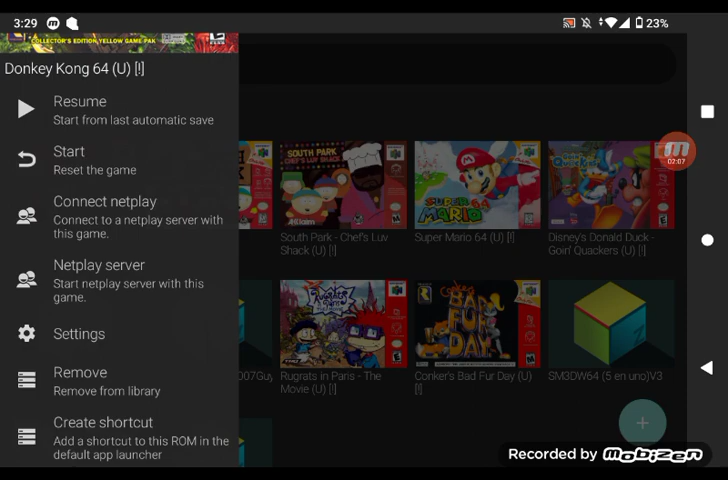 3:29
23%
COLLECTOR'S EDITION YELLOW GAME PAK
Donkey Kong 64 (U) [!]
Resume
Start from last automatic save
Start
Reset the game
Connect netplay
Connect to a netplay server with
this game.
Netplay server
Start netplay server with this
game.
Settings
Remove
Remove from library
Create shortcut
Add a shortcut to this ROM in the
default app launcher
SOUTH PARK
CHEF'S LUV SHACK
Acclaim
South Park - Chef's Luv
Shack (U) [!]
SUPER MARIO 64
Super Mario 64 (U) [!]
Disney's Donald Duck -
Goin' Quackers (U) [!]
02:07
007Guy
Rugrats
Rugrats in Paris - The
Movie (U) [!]
CONKER'S
BAD FUR DAY
Conker's Bad Fur Day (U)
[!]
SM3DW64 (5 en uno)V3
+
Recorded by mobizen